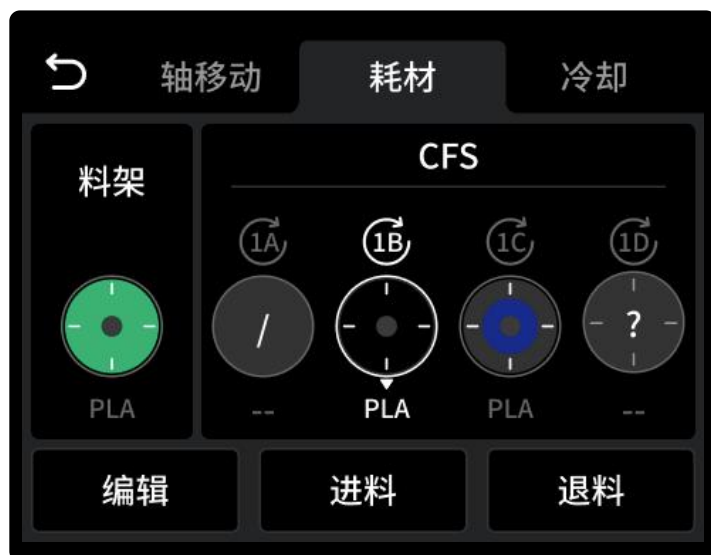 轴移动 耗材 冷却
料架
CFS
1A 1B 1C 1D
/ ?
PLA -- PLA PLA --
编辑 进料 退料